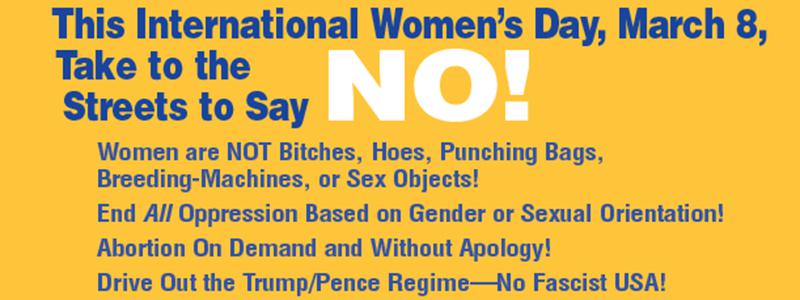 This International Women's Day, March 8,
Take to the
Streets to Say NO!
Women are NOT Bitches, Hoes, Punching Bags,
Breeding-Machines, or Sex Objects!
End All Oppression Based on Gender or Sexual Orientation!
Abortion On Demand and Without Apology!
Drive Out the Trump/Pence Regime—No Fascist USA!